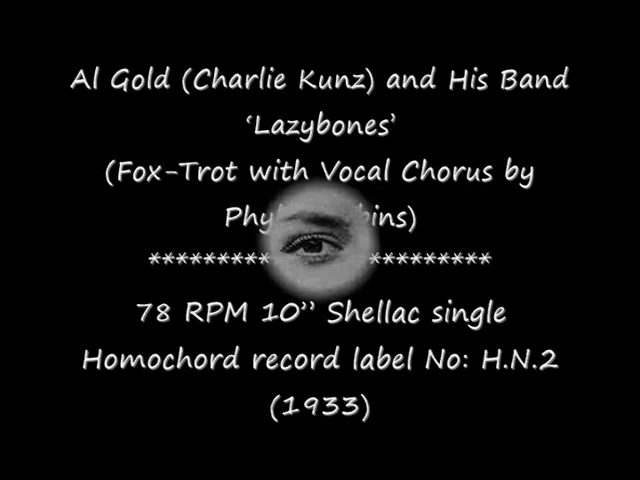 Al Gold (Charlie Kunz) and His Band
‘Lazybones’
(Fox-Trot with Vocal Chorus by
********* *********
78 RPM 10” Shellac single
Homochord record label No: H.N.2
(1933)